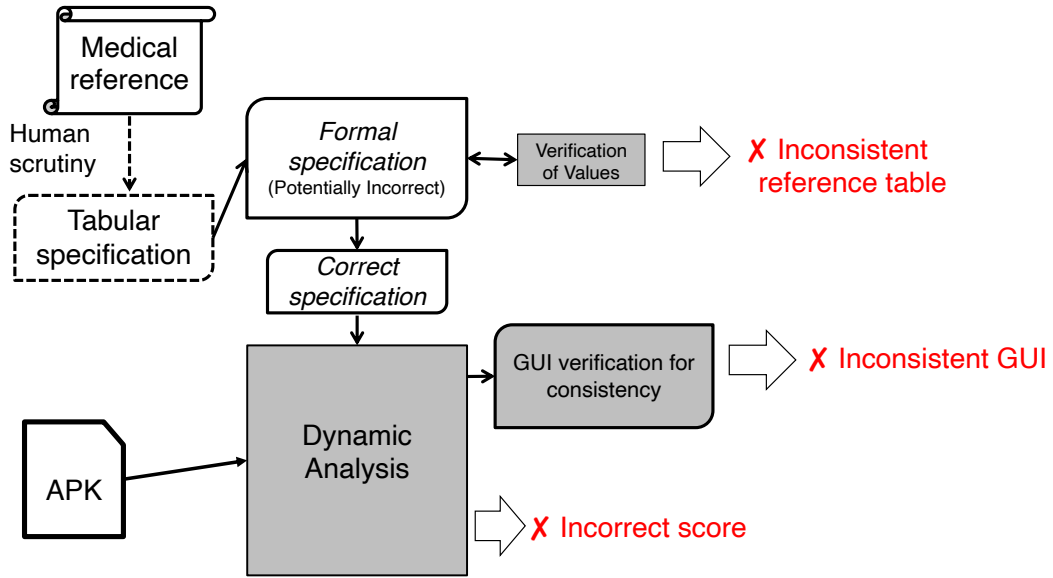 Medical
reference
Human
scrutiny
Tabular
specification
Formal
specification
(Potentially Incorrect)
Verification
of Values
✗ Inconsistent
reference table
Correct
specification
GUI verification for
consistency
✗ Inconsistent GUI
Dynamic
Analysis
APK
✗ Incorrect score